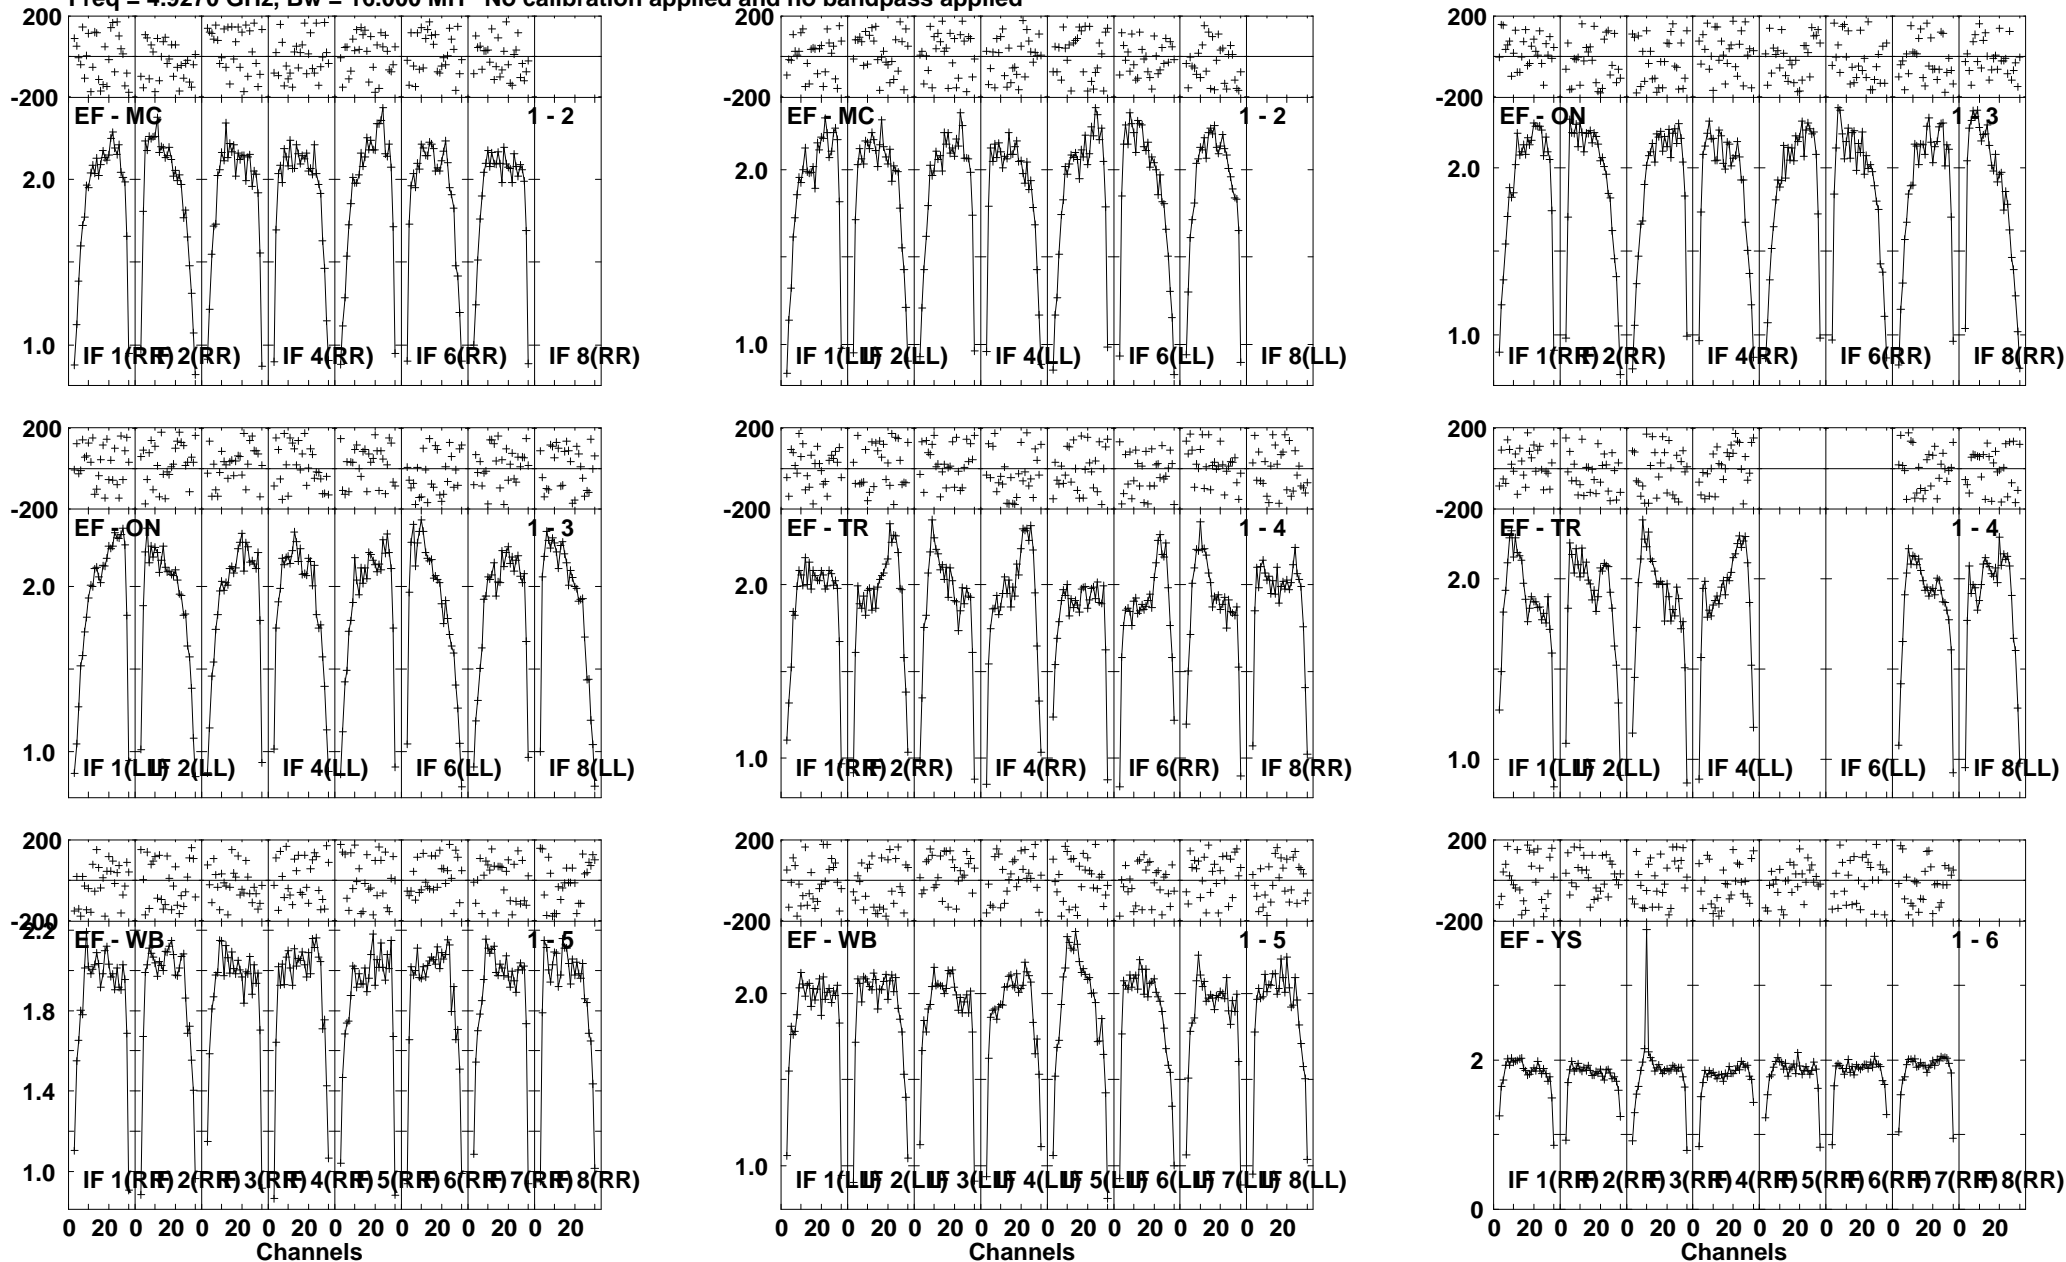 Freq = 4.9270 GHz, Bw = 16.000 MH No calibration applied and no bandpass applied
200 200 200
-200 -200 -200
EF - MC 1 - 2 EF - MC 1 - 2 EF - ON 1 - 3
2.0 2.0 2.0
1.0 1.0 1.0
IF 1(RR) IF 2(RR) IF 4(RR) IF 6(RR) IF 8(RR) IF 1(LL) IF 2(LL) IF 4(LL) IF 6(LL) IF 8(LL) IF 1(RR) IF 2(RR) IF 4(RR) IF 6(RR) IF 8(RR)
200 200 200
-200 -200 -200
EF - ON 1 - 3 EF - TR 1 - 4 EF - TR 1 - 4
2.0 2.0 2.0
1.0 1.0 1.0
IF 1(LL) IF 2(LL) IF 4(LL) IF 6(LL) IF 8(LL) IF 1(RR) IF 2(RR) IF 4(RR) IF 6(RR) IF 8(RR) IF 1(LL) IF 2(LL) IF 4(LL) IF 6(LL) IF 8(LL)
200 200 200
-200 -200 -200
2.2
EF - WB 1 - 5 EF - WB 1 - 5 EF - YS 1 - 6
2.0
1.8
2
1.4
1.0 1.0
IF 1(RR) IF 2(RR) IF 3(RR) IF 4(RR) IF 5(RR) IF 6(RR) IF 7(RR) IF 8(RR) IF 1(LL) IF 2(LL) IF 3(LL) IF 4(LL) IF 5(LL) IF 6(LL) IF 7(LL) IF 8(LL) IF 1(RR) IF 2(RR) IF 3(RR) IF 4(RR) IF 5(RR) IF 6(RR) IF 7(RR) IF 8(RR)
0
0 20 0 20 0 20 0 20 0 20 0 20 0 20 0 20 0 20 0 20 0 20 0 20 0 20 0 20 0 20 0 20 0 20 0 20 0 20 0 20 0 20 0 20 0 20 0 20
Channels Channels Channels